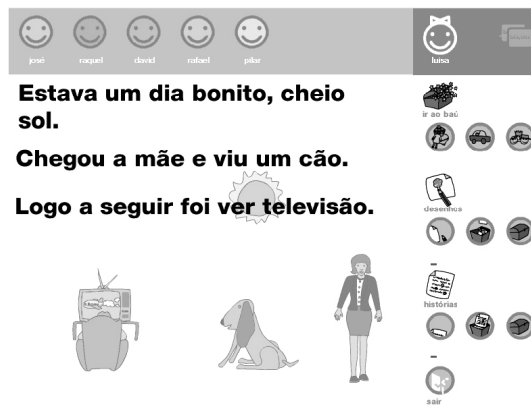 josé raquel david rafael pilar luísa
Estava um dia bonito, cheio
sol.
Chegou a mãe e viu um cão.
Logo a seguir foi ver televisão.
ir ao baú
desenhos
histórias
sair